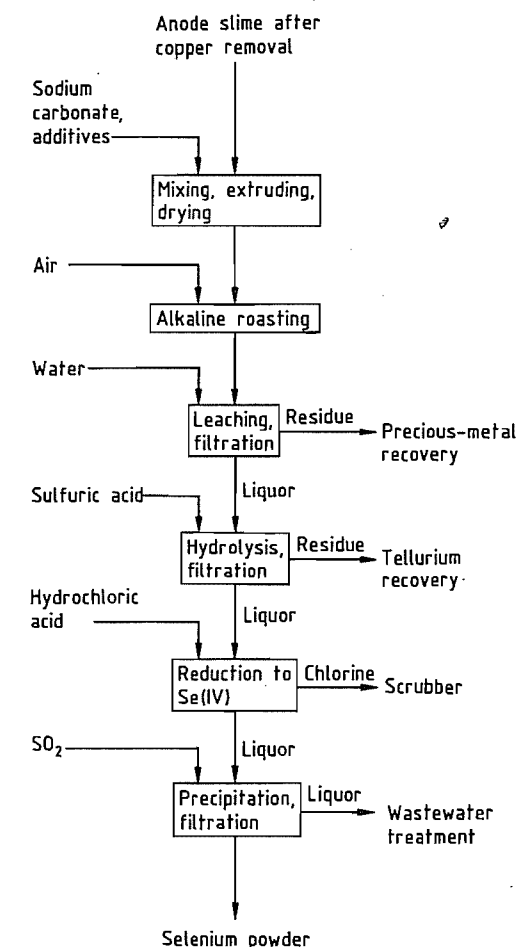 Anode slime after
copper removal
Sodium
carbonate,
additives
Mixing, extruding,
drying
Air
Alkaline roasting
Water
Leaching,
filtration
Residue
Precious-metal
recovery
Liquor
Sulfuric acid
Hydrolysis,
filtration
Residue
Tellurium
recovery
Liquor
Hydrochloric
acid
Reduction to
Se(IV)
Chlorine
Scrubber
Liquor
SO₂
Precipitation,
filtration
Liquor
Wastewater
treatment
Selenium powder